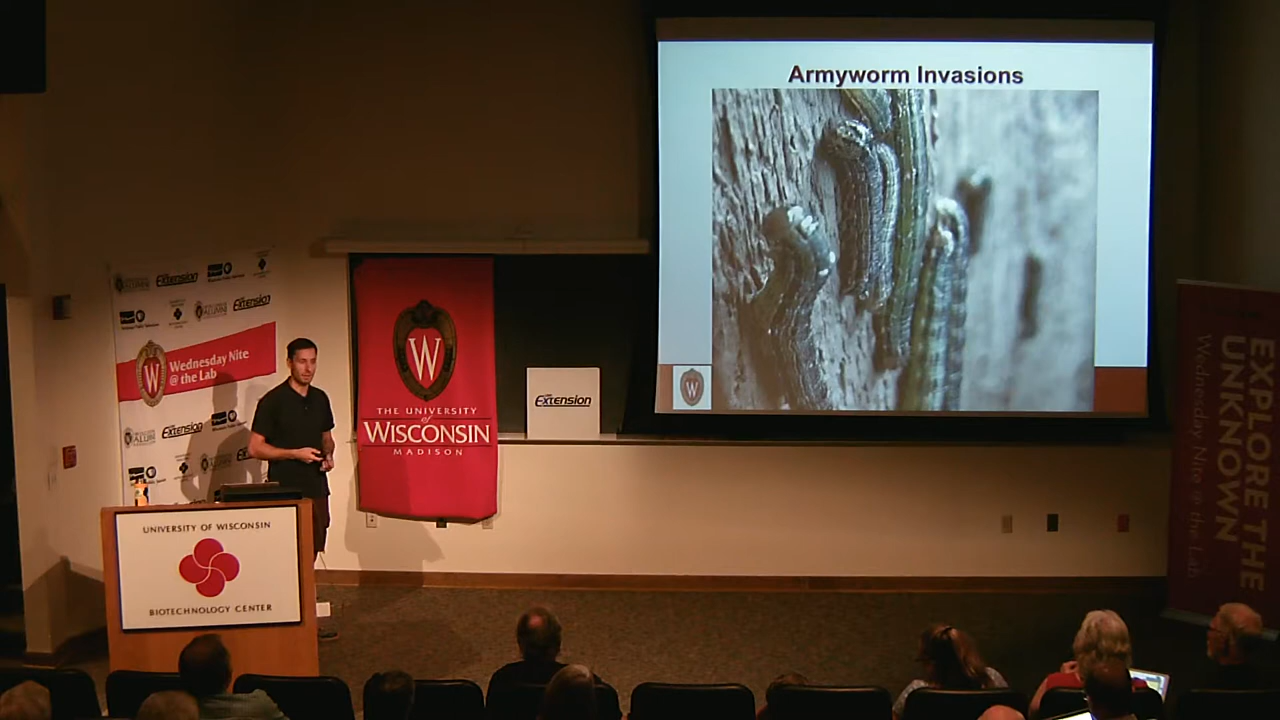 Armyworm Invasions
W
Extension
Extension
Wednesday Nite
@ the Lab
W
Extension
W
THE UNIVERSITY
of
WISCONSIN
MADISON
Extension
UNIVERSITY OF WISCONSIN
BIOTECHNOLOGY CENTER
EXPLORE THE
UNKNOWN
Wednesday Nite @ the Lab